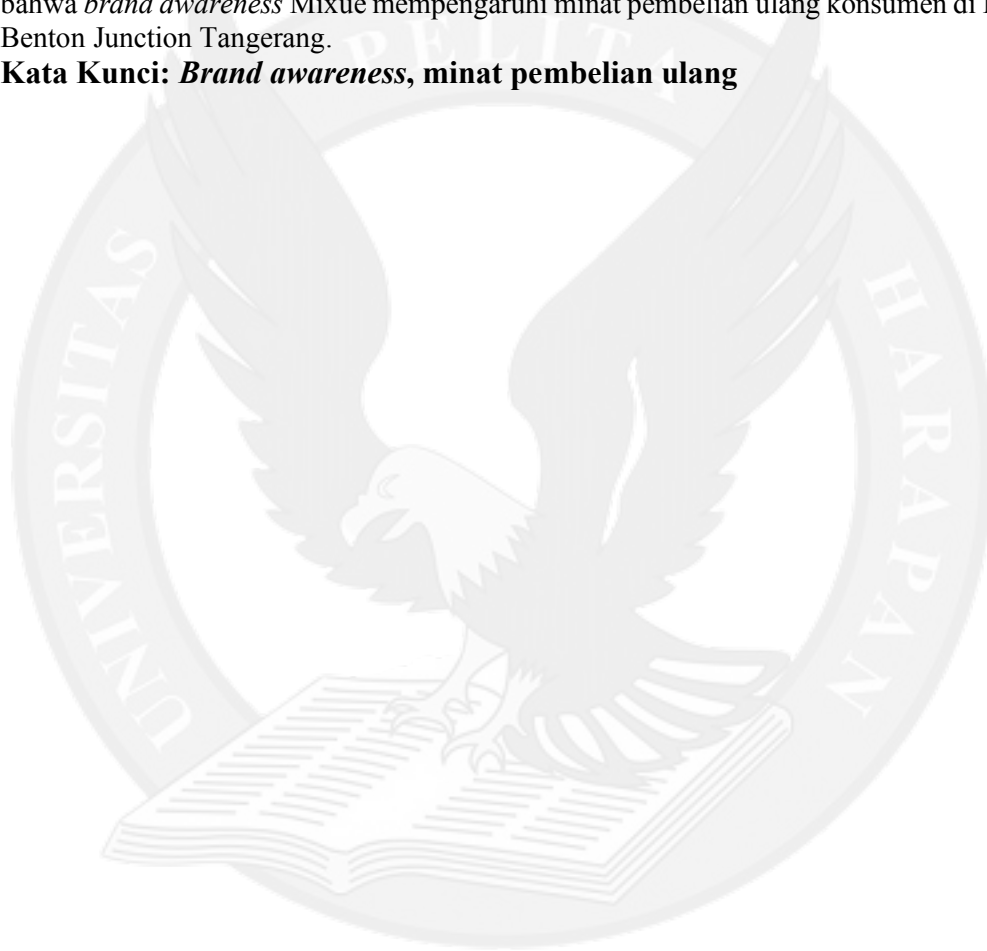 bahwa brand awareness Mixue mempengaruhi minat pembelian ulang konsumen di
Benton Junction Tangerang.
Kata Kunci: Brand awareness, minat pembelian ulang
UNIVERSITAS PELITA HARAPAN